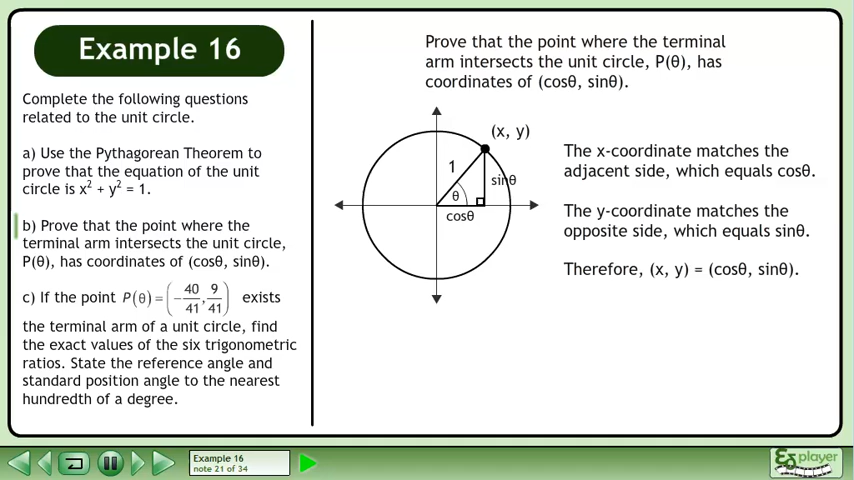 Example 16
Complete the following questions
related to the unit circle.
a) Use the Pythagorean Theorem to
prove that the equation of the unit
circle is x² + y² = 1.
b) Prove that the point where the
terminal arm intersects the unit circle,
P(θ), has coordinates of (cosθ, sinθ).
c) If the point P(θ) = (-40/41, 9/41) exists
the terminal arm of a unit circle, find
the exact values of the six trigonometric
ratios. State the reference angle and
standard position angle to the nearest
hundredth of a degree.
Prove that the point where the terminal
arm intersects the unit circle, P(θ), has
coordinates of (cosθ, sinθ).
(x, y)
1
sinθ
θ
cosθ
The x-coordinate matches the
adjacent side, which equals cosθ.
The y-coordinate matches the
opposite side, which equals sinθ.
Therefore, (x, y) = (cosθ, sinθ).
Example 16
note 21 of 34
player